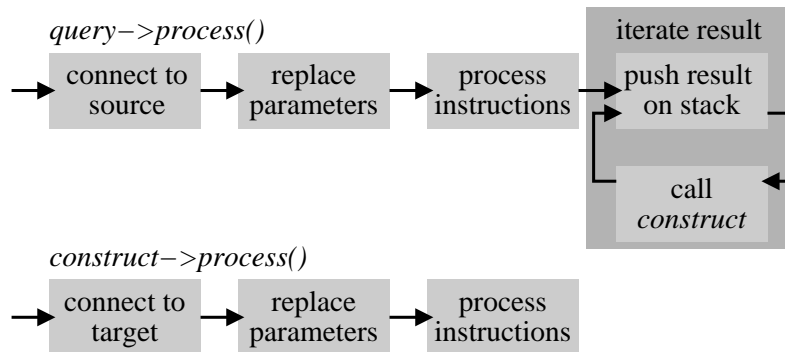 query−>process()
connect to
source
replace
parameters
process
instructions
iterate result
push result
on stack
call
construct
construct−>process()
connect to
target
replace
parameters
process
instructions